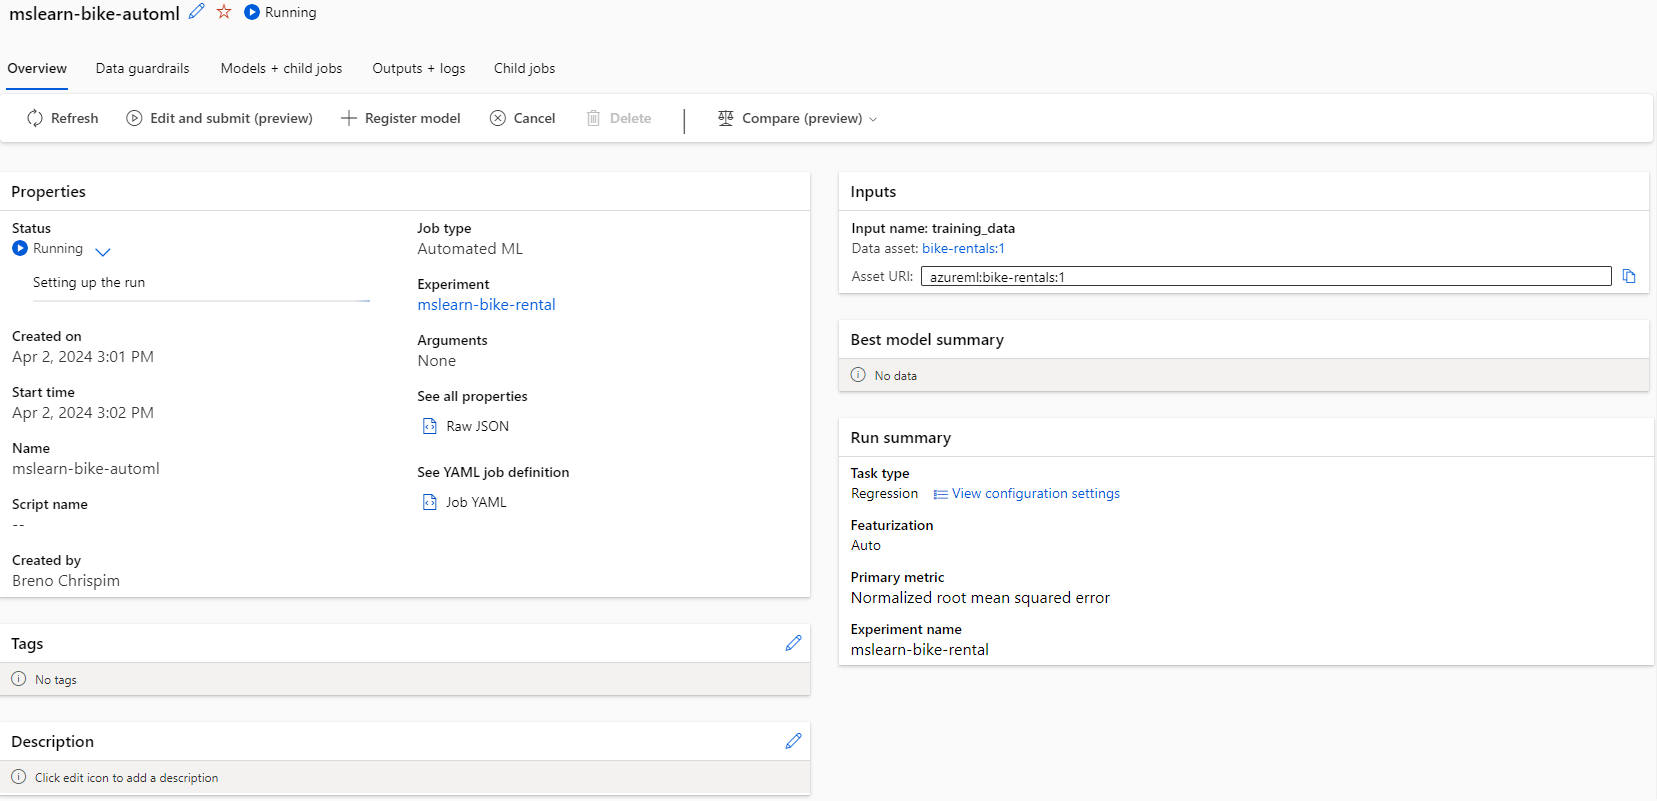 mslearn-bike-automl Running
Overview Data guardrails Models + child jobs Outputs + logs Child jobs
Refresh Edit and submit (preview) Register model Cancel Delete Compare (preview)
Properties
Status
Running
Setting up the run
Created on
Apr 2, 2024 3:01 PM
Start time
Apr 2, 2024 3:02 PM
Name
mslearn-bike-automl
Script name
--
Created by
Breno Chrispim
Job type
Automated ML
Experiment
mslearn-bike-rental
Arguments
None
See all properties
Raw JSON
See YAML job definition
Job YAML
Tags
No tags
Description
Click edit icon to add a description
Inputs
Input name: training_data
Data asset: bike-rentals:1
Asset URI: azureml:bike-rentals:1
Best model summary
No data
Run summary
Task type
Regression View configuration settings
Featurization
Auto
Primary metric
Normalized root mean squared error
Experiment name
mslearn-bike-rental